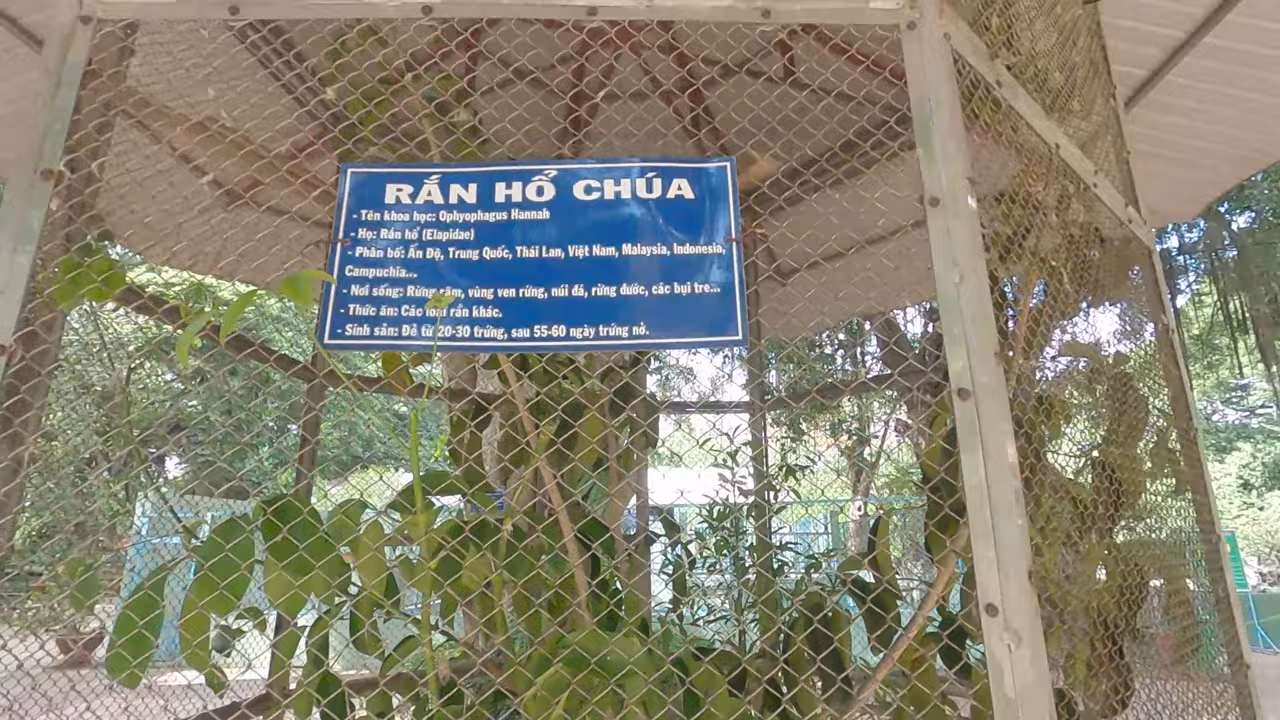 RẮN HỔ CHÚA
- Tên khoa học: Ophyophagus Hannah
- Họ: Rắn hổ (Elapidae)
- Phân bố: Ấn Độ, Trung Quốc, Thái Lan, Việt Nam, Malaysia, Indonesia,
Campuchia...
- Nơi sống: Rừng rậm, vùng ven rừng, núi đá, rừng đước, các bụi tre...
- Thức ăn: Các loài rắn khác.
- Sinh sản: Đẻ từ 20-30 trứng, sau 55-60 ngày trứng nở.